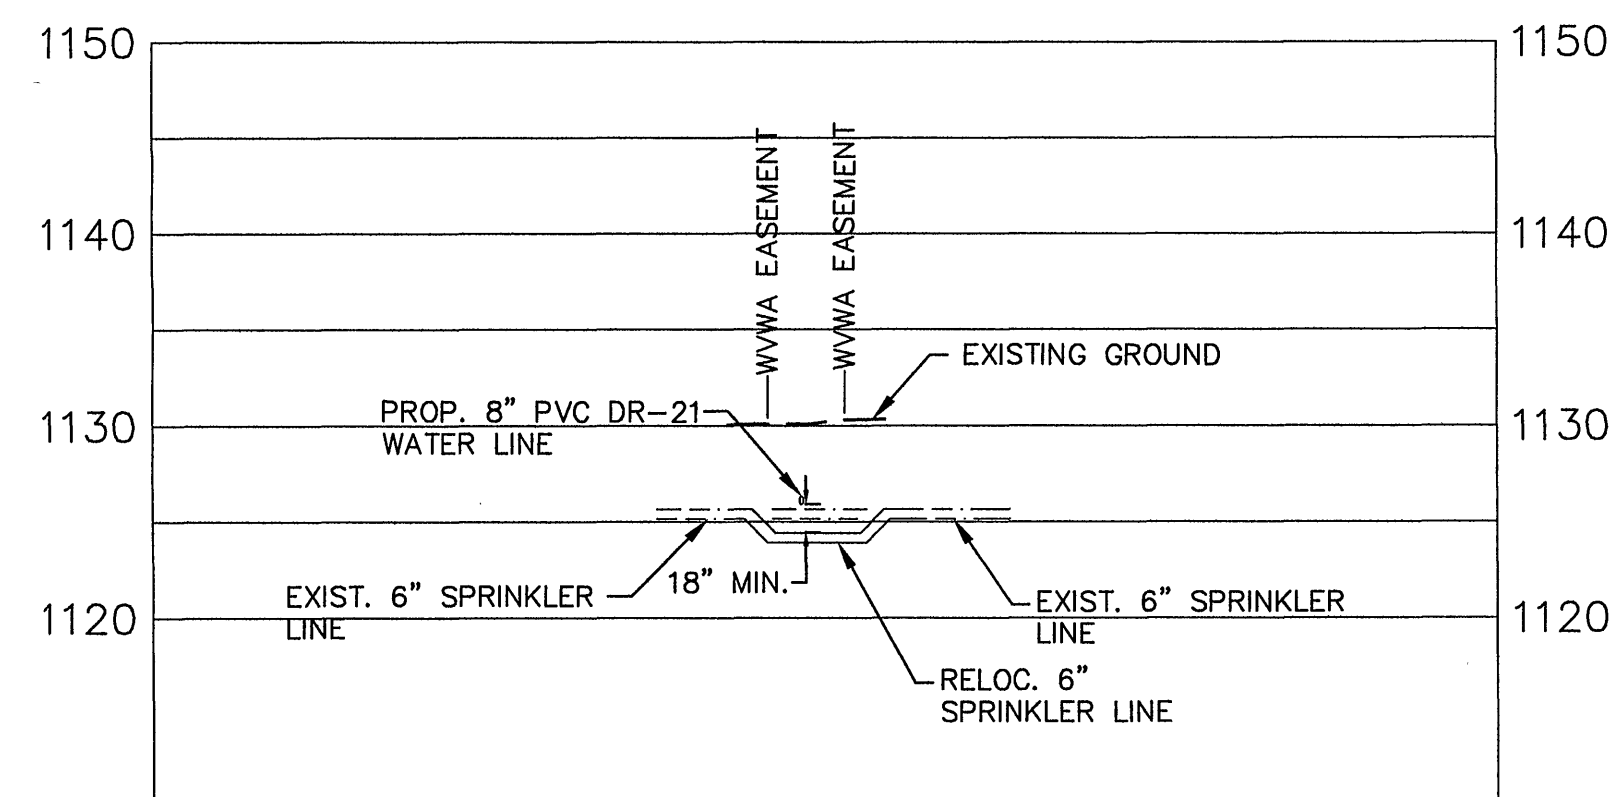 1150
1150
WVWA EASEMENT
WVWA EASEMENT
1140
1140
EXISTING GROUND
PROP. 8" PVC DR-21
WATER LINE
1130
1130
18" MIN.
EXIST. 6" SPRINKLER
LINE
EXIST. 6" SPRINKLER
LINE
1120
1120
RELOC. 6"
SPRINKLER LINE